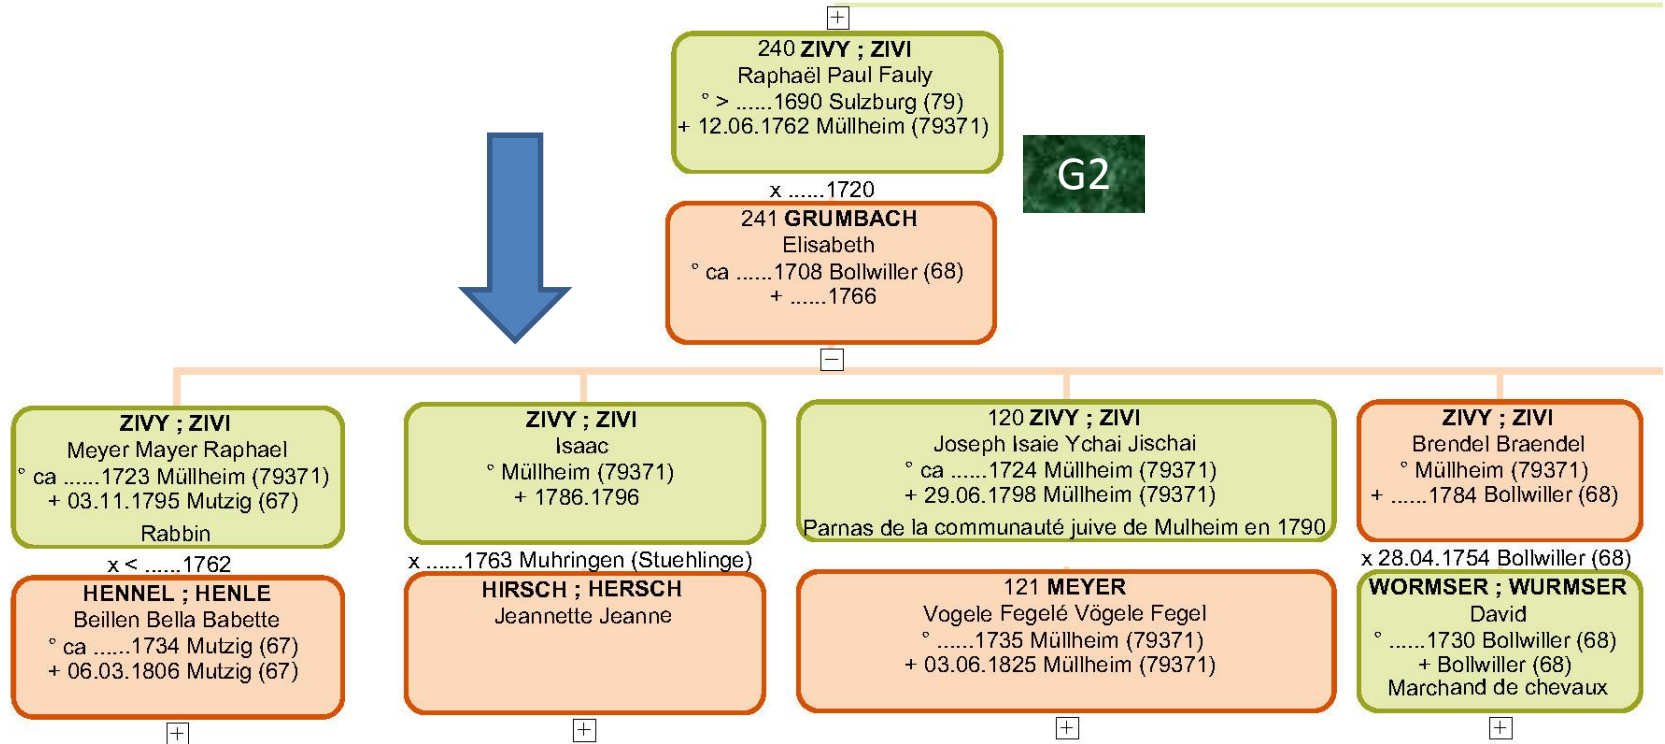 240 ZIVY ; ZIVI
Raphaël Paul Fauly
° > ......1690 Sulzburg (79)
+ 12.06.1762 Müllheim (79371)
x ......1720
G2
241 GRUMBACH
Elisabeth
° ca ......1708 Bollwiller (68)
+ ......1766
ZIVY ; ZIVI
Meyer Mayer Raphael
° ca ......1723 Müllheim (79371)
+ 03.11.1795 Mutzig (67)
Rabbin
x < ......1762
HENNEL ; HENLE
Beillen Bella Babette
° ca ......1734 Mutzig (67)
+ 06.03.1806 Mutzig (67)
ZIVY ; ZIVI
Isaac
° Müllheim (79371)
+ 1786.1796
x ......1763 Muhringen (Stuehlinge)
HIRSCH ; HERSCH
Jeannette Jeanne
120 ZIVY ; ZIVI
Joseph Isaie Ychai Jischai
° ca ......1724 Müllheim (79371)
+ 29.06.1798 Müllheim (79371)
Parnas de la communauté juive de Mulheim en 1790
121 MEYER
Vogele Fegelé Vögele Fegel
° ......1735 Müllheim (79371)
+ 03.06.1825 Müllheim (79371)
ZIVY ; ZIVI
Brendel Braendel
° Müllheim (79371)
+ ......1784 Bollwiller (68)
x 28.04.1754 Bollwiller (68)
WORMSER ; WURMSER
David
° ......1730 Bollwiller (68)
+ Bollwiller (68)
Marchand de chevaux